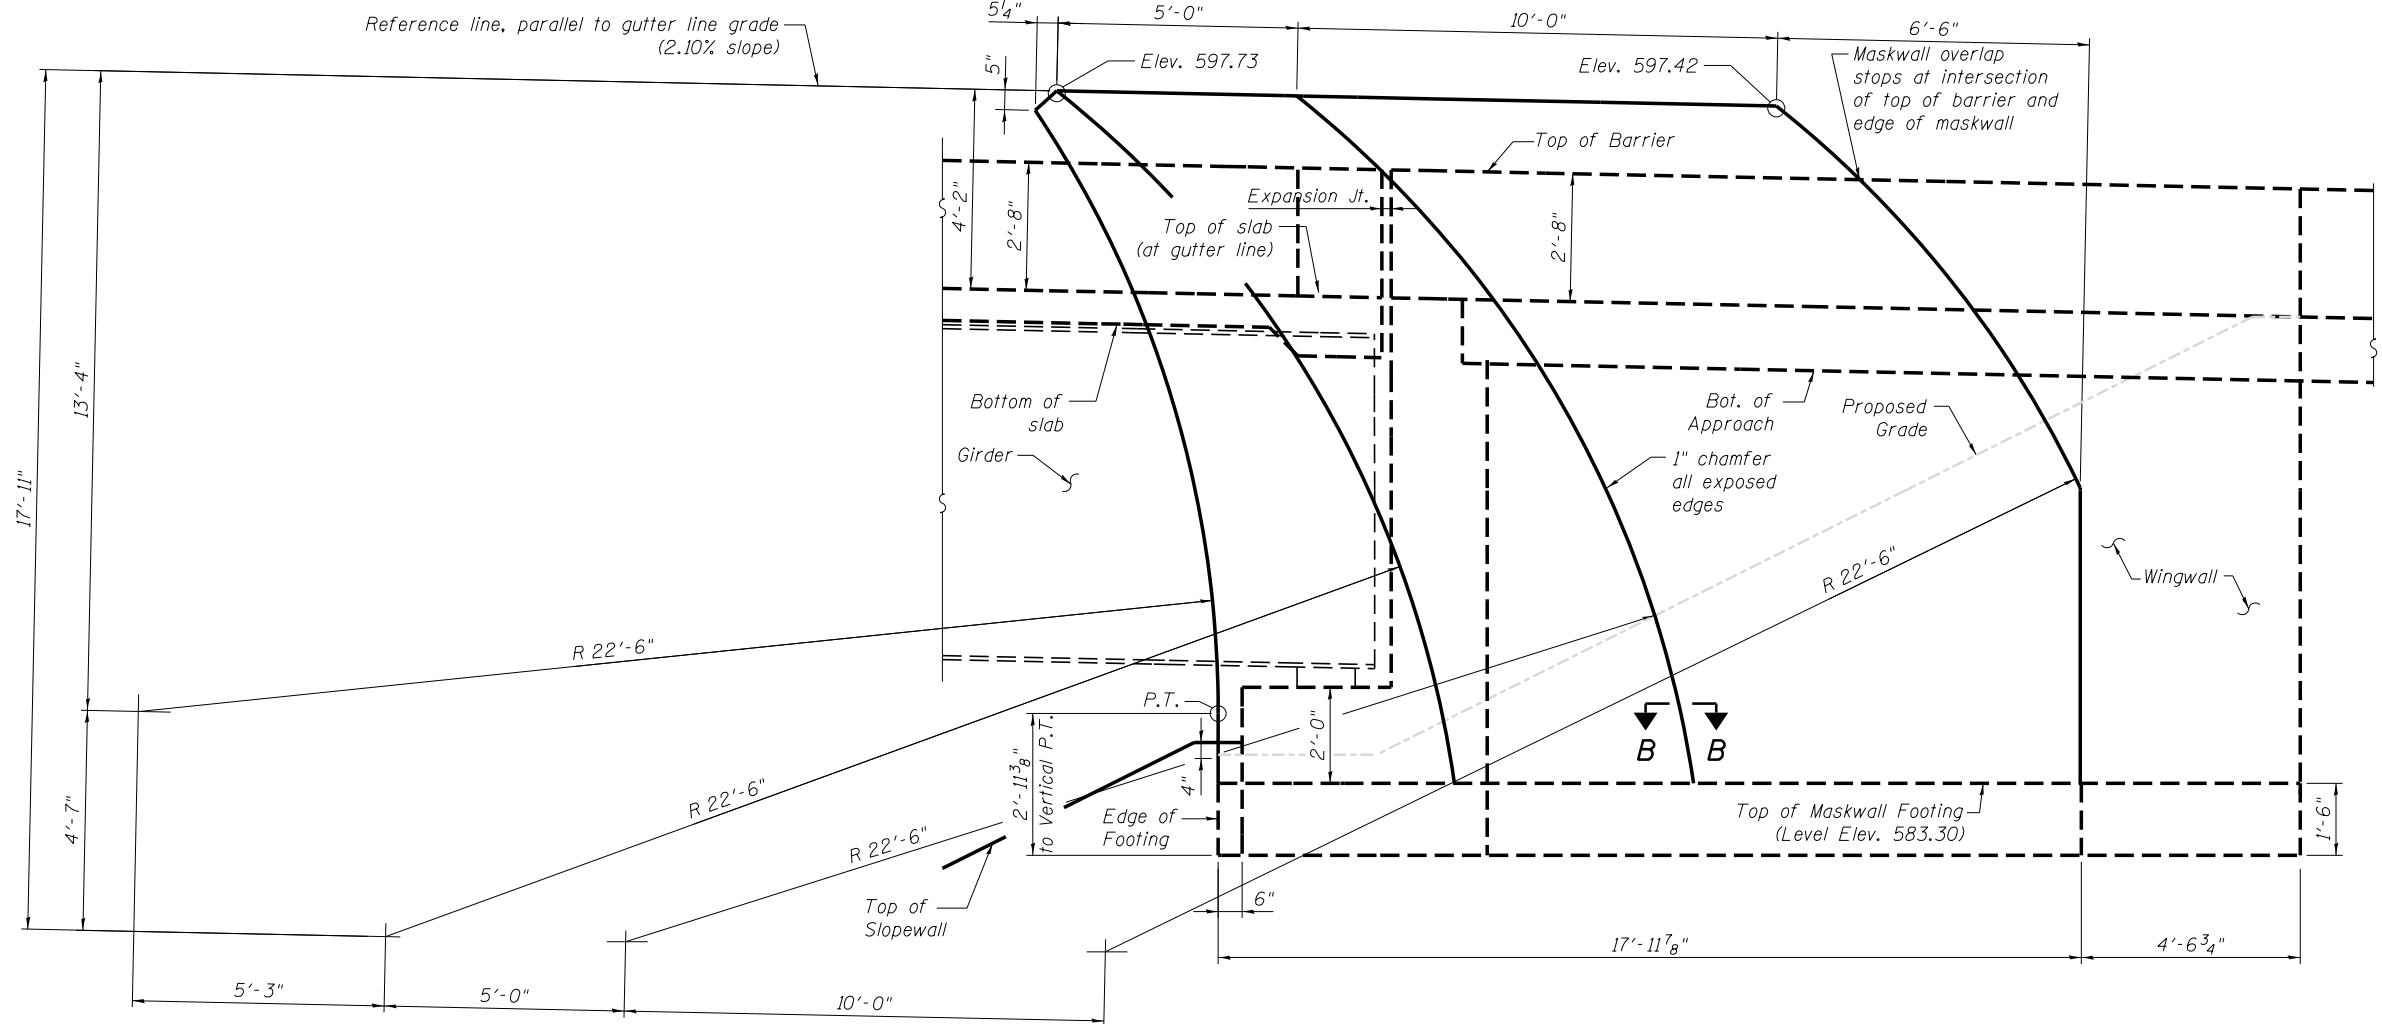 Reference line, parallel to gutter line grade
(2.10% slope)
5¼"
5'-0"
10'-0"
6'-6"
5"
Elev. 597.73
Elev. 597.42
Maskwall overlap
stops at intersection
of top of barrier and
edge of maskwall
Top of Barrier
4'-2"
2'-8"
Expansion Jt.
Top of slab
(at gutter line)
2'-8"
13'-4"
17'-11"
Bottom of
slab
Girder
Bot. of
Approach
Proposed
Grade
1" chamfer
all exposed
edges
R 22'-6"
Wingwall
R 22'-6"
P.T.
2'-0"
B
B
2'-11⅜"
to Vertical P.T.
4"
4'-7"
R 22'-6"
R 22'-6"
Edge of
Footing
Top of Maskwall Footing
(Level Elev. 583.30)
1'-6"
Top of
Slopewall
6"
17'-11⅞"
4'-6¾"
5'-3"
5'-0"
10'-0"